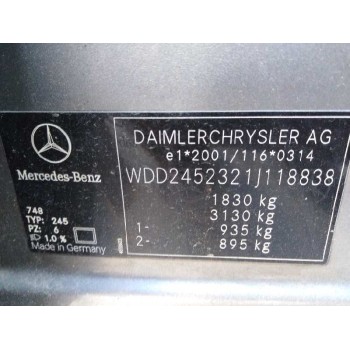 DAIMLERCHRYSLER AG
e1*2001/116*0314
WDD2452321J118838
1830 kg
3130 kg
1- 935 kg
2- 895 kg
Mercedes-Benz
748
TYP: 245
PZ: 6
1.0 %
Made in Germany